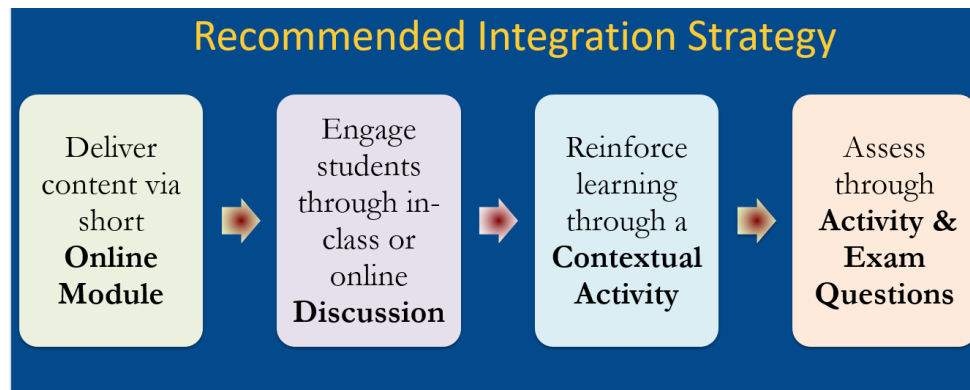 Recommended Integration Strategy
Deliver
content via
short
Online
Module
Engage
students
through in-
class or
online
Discussion
Reinforce
learning
through a
Contextual
Activity
Assess
through
Activity &
Exam
Questions